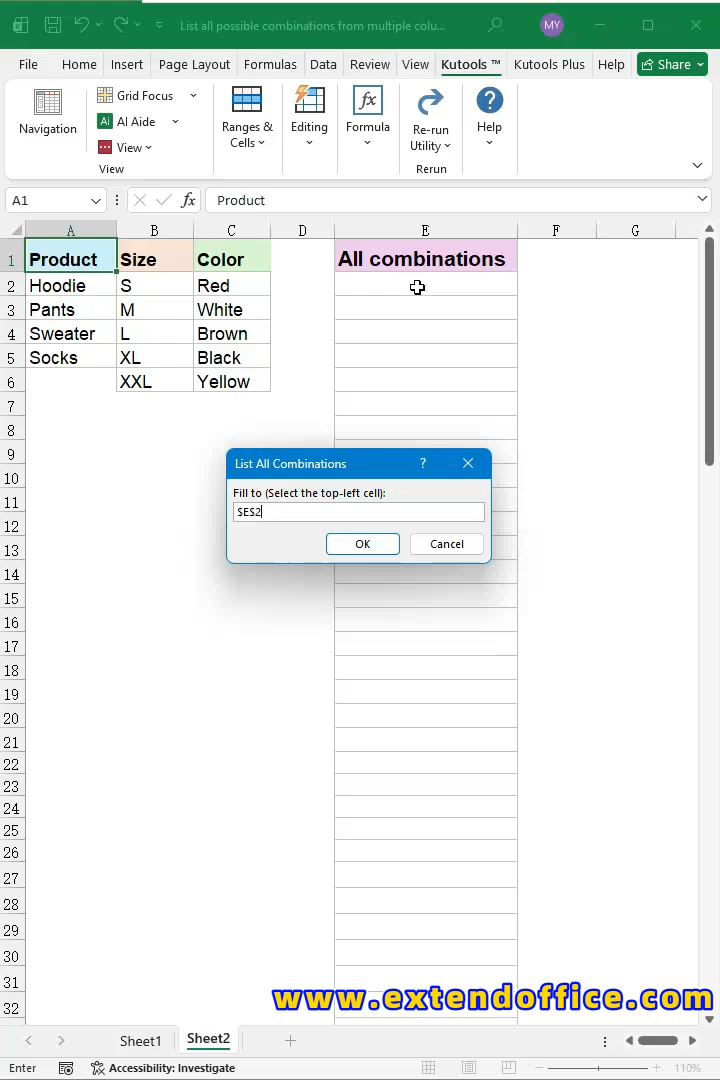 List all possible combinations from multiple colu...
MY
File Home Insert Page Layout Formulas Data Review View Kutools ™ Kutools Plus Help Share
Navigation
Grid Focus
AI Aide
View
View
Ranges & Cells
Editing
Formula
Re-run Utility
Rerun
Help
A1 fx Product
A B C D E F G
1 Product Size Color All combinations
2 Hoodie S Red
3 Pants M White
4 Sweater L Brown
5 Socks XL Black
6 XXL Yellow
7
8
9
10
11
12
13
14
15
16
17
18
19
20
21
22
23
24
25
26
27
28
29
30
31
32
List All Combinations ?
Fill to (Select the top-left cell):
$E$2
OK Cancel
www.extendoffice.com
Sheet1 Sheet2
Enter Accessibility: Investigate 110%